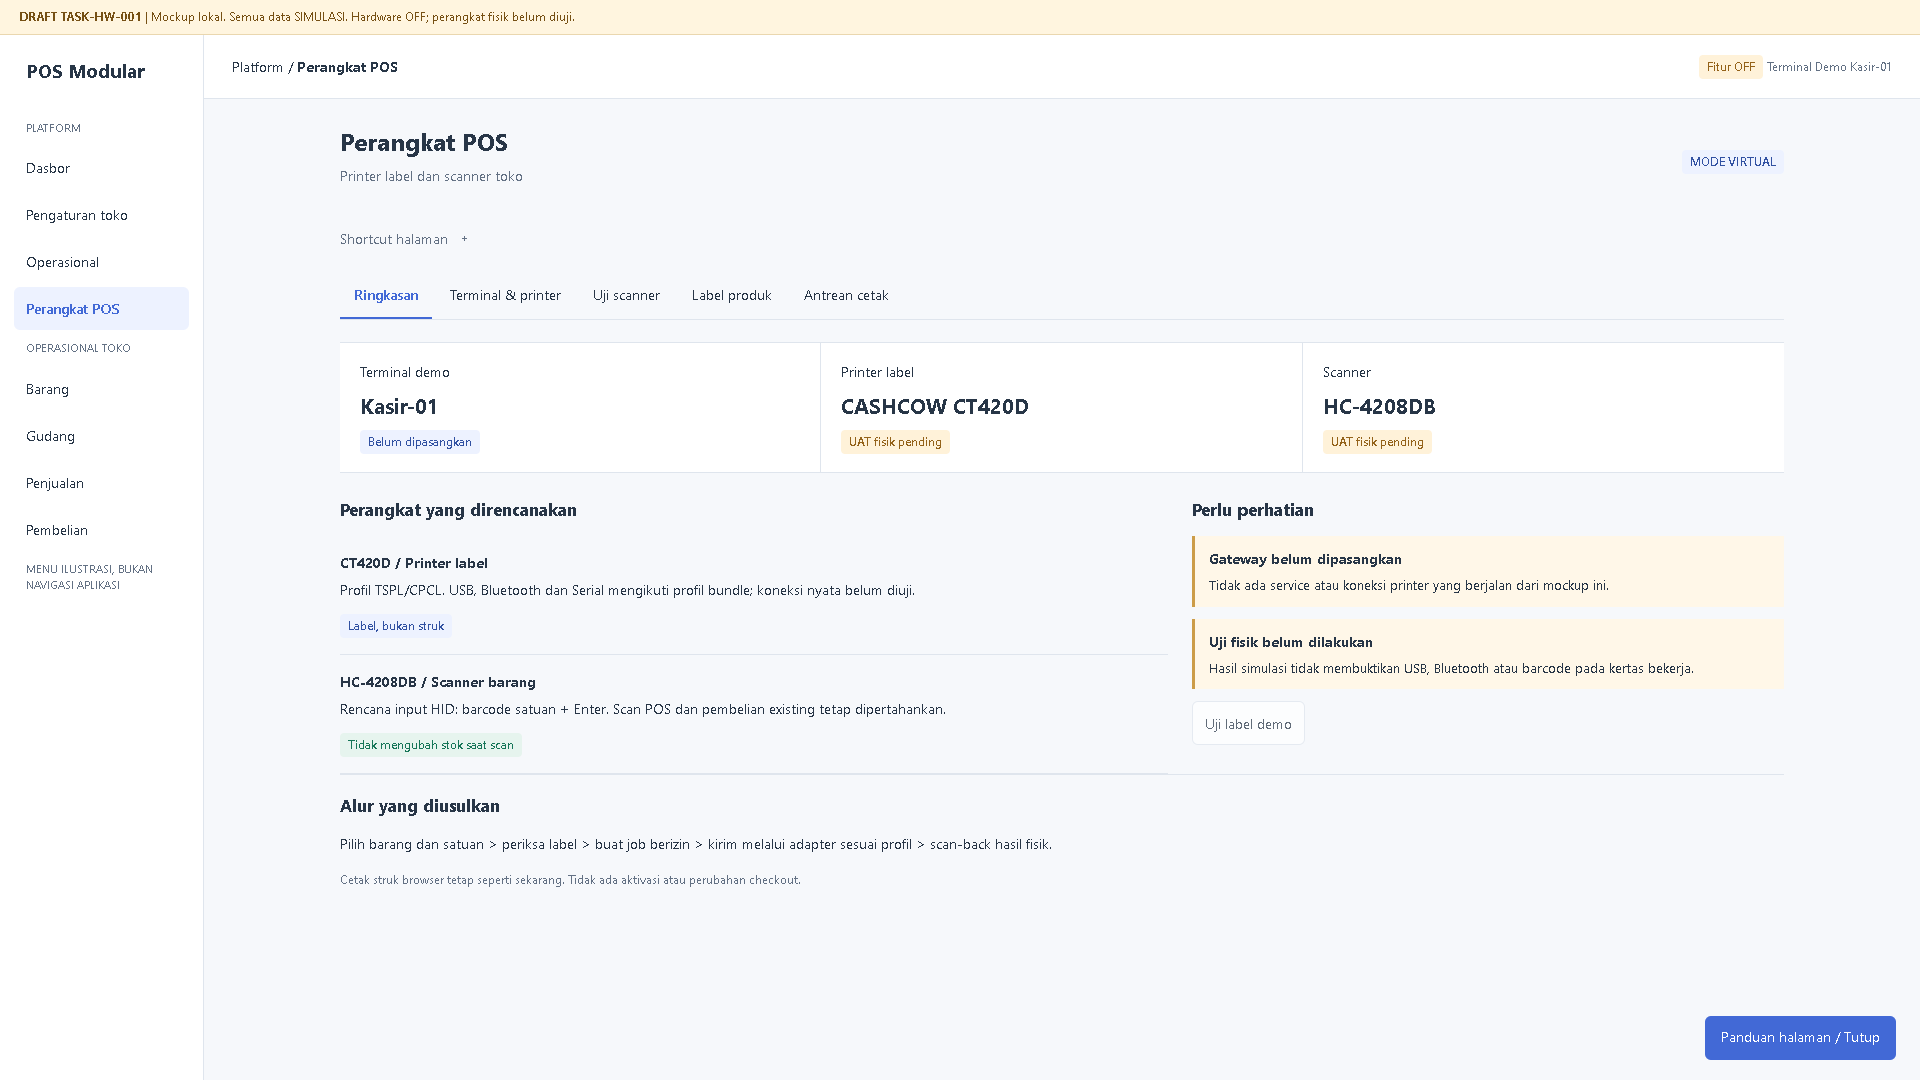 DRAFT TASK-HW-001 | Mockup lokal. Semua data SIMULASI. Hardware OFF; perangkat fisik belum diuji.
POS Modular
PLATFORM
Dasbor
Pengaturan toko
Operasional
Perangkat POS
OPERASIONAL TOKO
Barang
Gudang
Penjualan
Pembelian
MENU ILUSTRASI, BUKAN
NAVIGASI APLIKASI
Platform / Perangkat POS
Fitur OFF Terminal Demo Kasir-01
Perangkat POS
Printer label dan scanner toko
MODE VIRTUAL
Shortcut halaman +
Ringkasan Terminal & printer Uji scanner Label produk Antrean cetak
Terminal demo
Kasir-01
Belum dipasangkan
Printer label
CASHCOW CT420D
UAT fisik pending
Scanner
HC-4208DB
UAT fisik pending
Perangkat yang direncanakan
CT420D / Printer label
Profil TSPL/CPCL. USB, Bluetooth dan Serial mengikuti profil bundle; koneksi nyata belum diuji.
Label, bukan struk
HC-4208DB / Scanner barang
Rencana input HID: barcode satuan + Enter. Scan POS dan pembelian existing tetap dipertahankan.
Tidak mengubah stok saat scan
Perlu perhatian
Gateway belum dipasangkan
Tidak ada service atau koneksi printer yang berjalan dari mockup ini.
Uji fisik belum dilakukan
Hasil simulasi tidak membuktikan USB, Bluetooth atau barcode pada kertas bekerja.
Uji label demo
Alur yang diusulkan
Pilih barang dan satuan > periksa label > buat job berizin > kirim melalui adapter sesuai profil > scan-back hasil fisik.
Cetak struk browser tetap seperti sekarang. Tidak ada aktivasi atau perubahan checkout.
Panduan halaman / Tutup